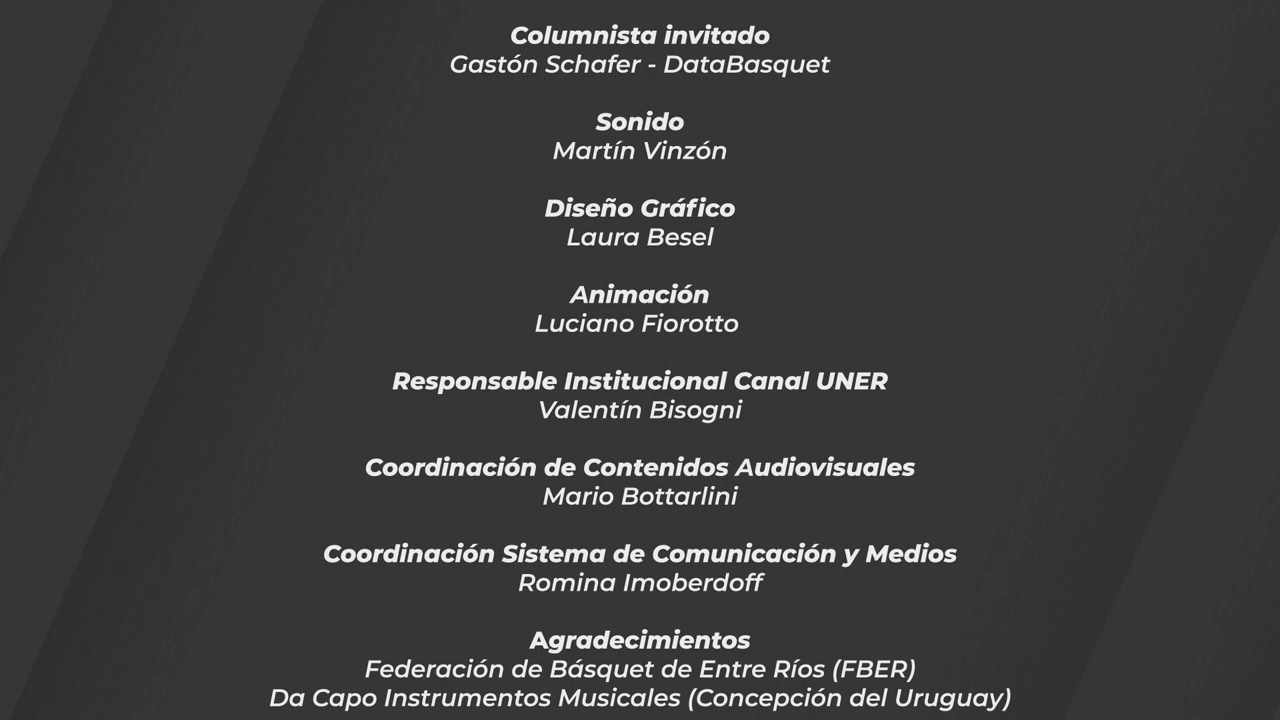 Columnista invitado
Gastón Schafer - DataBasquet
Sonido
Martín Vinzón
Diseño Gráfico
Laura Besel
Animación
Luciano Fiorotto
Responsable Institucional Canal UNER
Valentín Bisogni
Coordinación de Contenidos Audiovisuales
Mario Bottarlini
Coordinación Sistema de Comunicación y Medios
Romina Imoberdoff
Agradecimientos
Federación de Básquet de Entre Ríos (FBER)
Da Capo Instrumentos Musicales (Concepción del Uruguay)